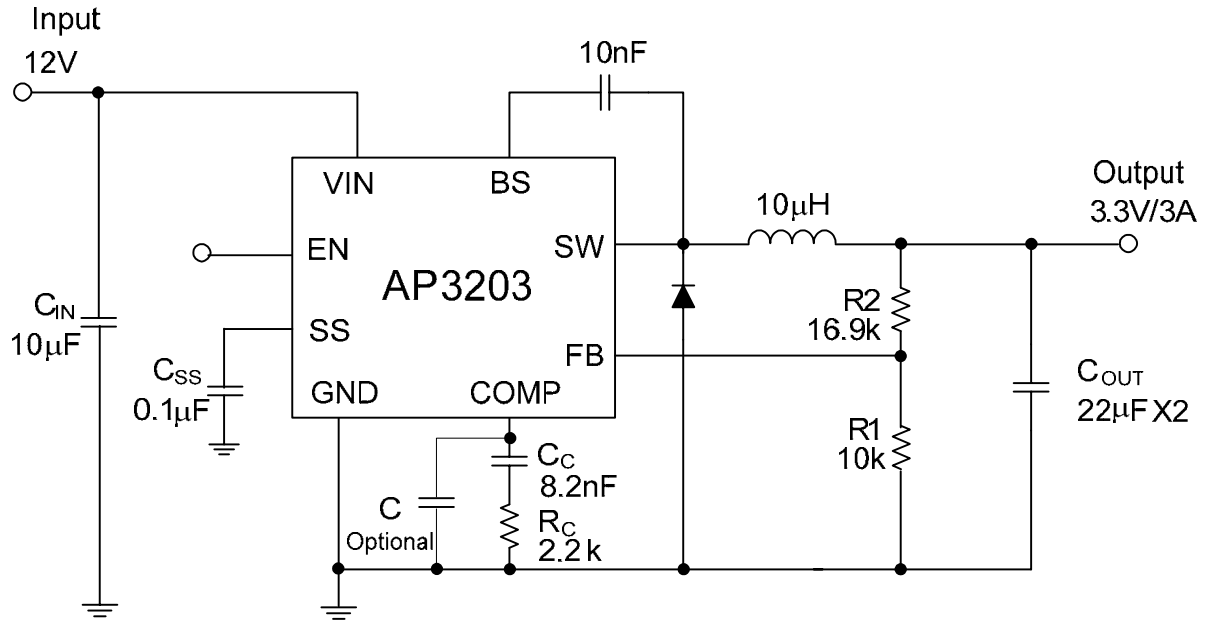 Input
12V
10nF
VIN
BS
Output
3.3V/3A
10μH
EN
SW
AP3203
CIN
10μF
R2
16.9k
SS
FB
CSS
0.1μF
GND
COMP
COUT
22μF X2
R1
10k
CC
8.2nF
C
Optional
RC
2.2k